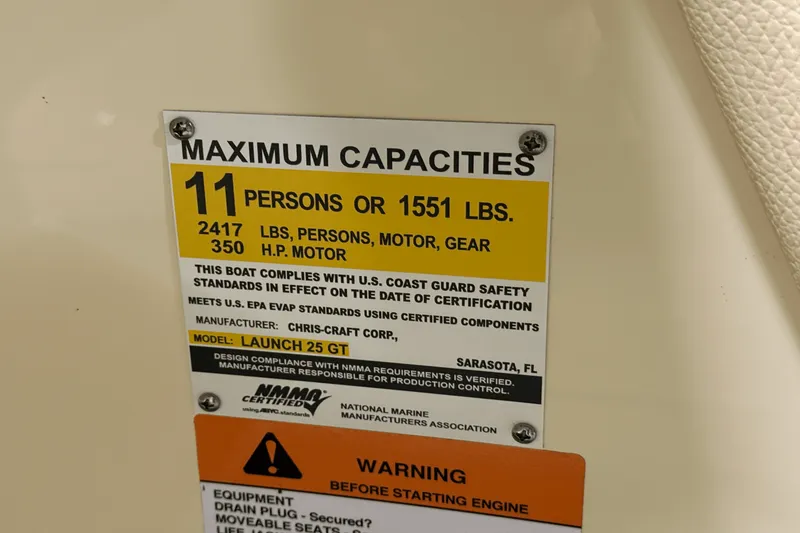 MAXIMUM CAPACITIES
11 PERSONS OR 1551 LBS.
2417 LBS, PERSONS, MOTOR, GEAR
350 H.P. MOTOR
THIS BOAT COMPLIES WITH U.S. COAST GUARD SAFETY
STANDARDS IN EFFECT ON THE DATE OF CERTIFICATION
MEETS U.S. EPA EVAP STANDARDS USING CERTIFIED COMPONENTS
MANUFACTURER: CHRIS-CRAFT CORP.,
MODEL: LAUNCH 25 GT
SARASOTA, FL
DESIGN COMPLIANCE WITH NMMA REQUIREMENTS IS VERIFIED.
MANUFACTURER RESPONSIBLE FOR PRODUCTION CONTROL.
NMMA®
CERTIFIED
using ABYC standards
NATIONAL MARINE
MANUFACTURERS ASSOCIATION
WARNING
BEFORE STARTING ENGINE
EQUIPMENT
DRAIN PLUG - Secured?
MOVEABLE SEATS -